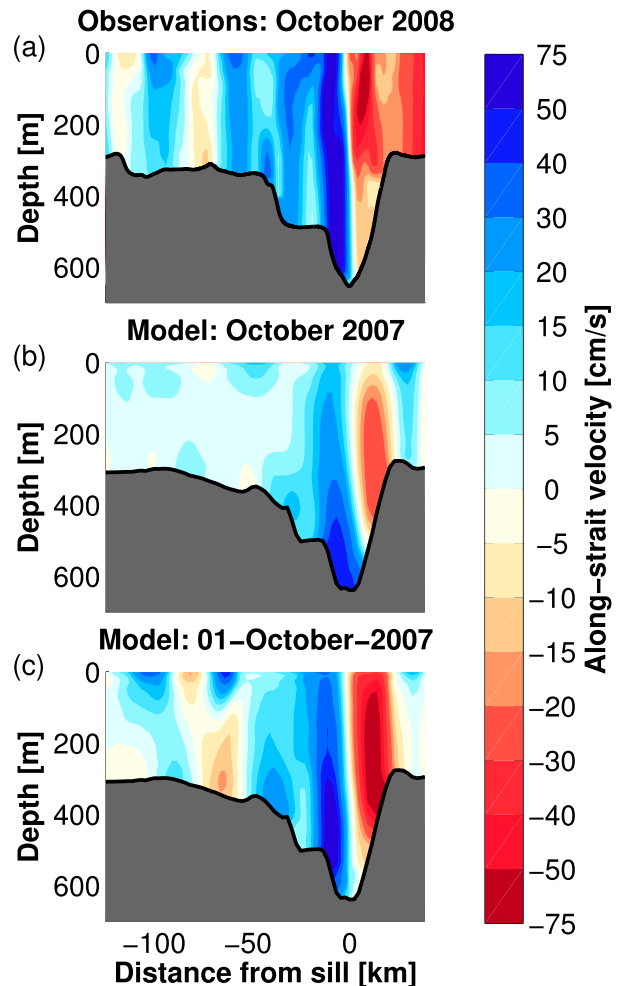 Observations: October 2008
(a)
0
200
400
600
Depth [m]
Model: October 2007
(b)
0
200
400
600
Depth [m]
Model: 01−October−2007
(c)
0
200
400
600
Depth [m]
−100 −50 0
Distance from sill [km]
75
50
40
30
20
15
10
5
0
−5
−10
−15
−20
−30
−40
−50
−75
Along−strait velocity [cm/s]